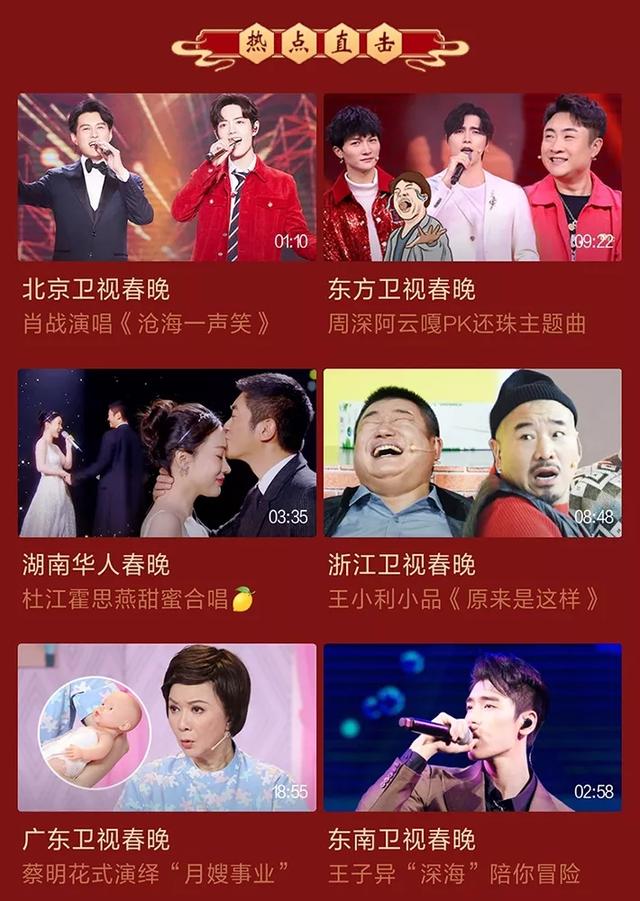 热点直击
01:10
09:22
北京卫视春晚
东方卫视春晚
肖战演唱《沧海一声笑》
周深阿云嘎PK还珠主题曲
03:35
08:48
湖南华人春晚
浙江卫视春晚
杜江霍思燕甜蜜合唱🍋
王小利小品《原来是这样》
18:55
02:58
广东卫视春晚
东南卫视春晚
蔡明花式演绎“月嫂事业”
王子异“深海”陪你冒险